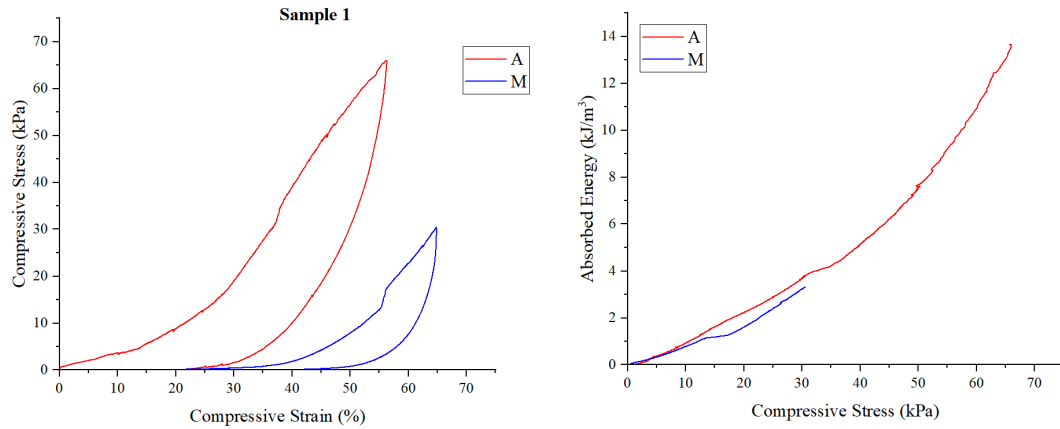 Sample 1
Compressive Stress (kPa)
70
60
50
40
30
20
10
0
0 10 20 30 40 50 60 70
Compressive Strain (%)
A
M
Absorbed Energy (kJ/m³)
14
12
10
8
6
4
2
0
0 10 20 30 40 50 60 70
Compressive Stress (kPa)
A
M